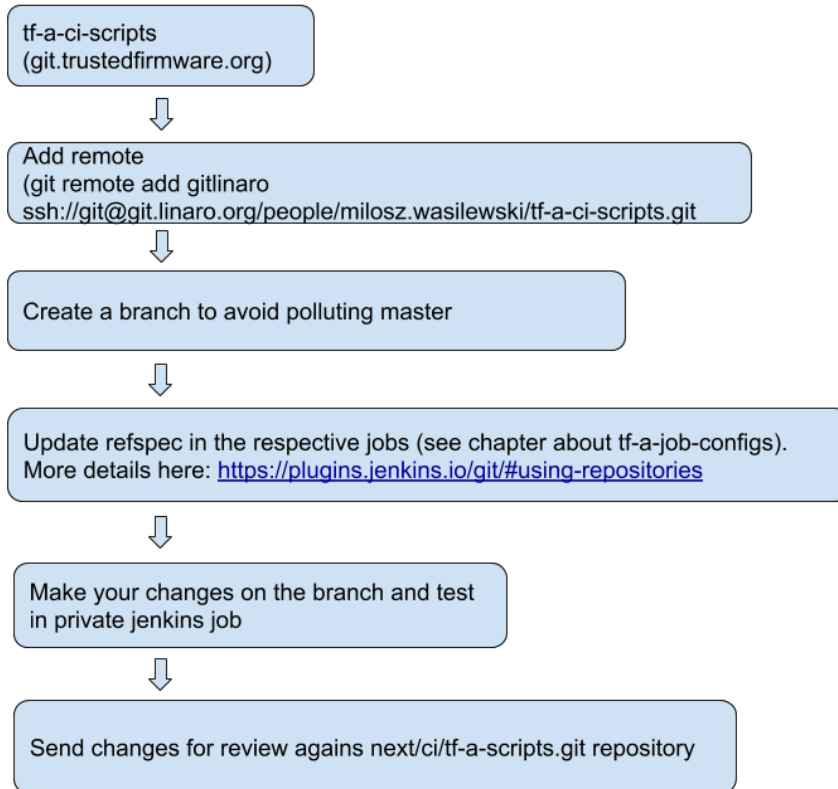 tf-a-ci-scripts
(git.trustedfirmware.org)
Add remote
(git remote add gitlinaro
ssh://git@git.linaro.org/people/milosz.wasilewski/tf-a-ci-scripts.git
Create a branch to avoid polluting master
Update refspec in the respective jobs (see chapter about tf-a-job-configs).
More details here: https://plugins.jenkins.io/git/#using-repositories
Make your changes on the branch and test
in private jenkins job
Send changes for review agains next/ci/tf-a-scripts.git repository